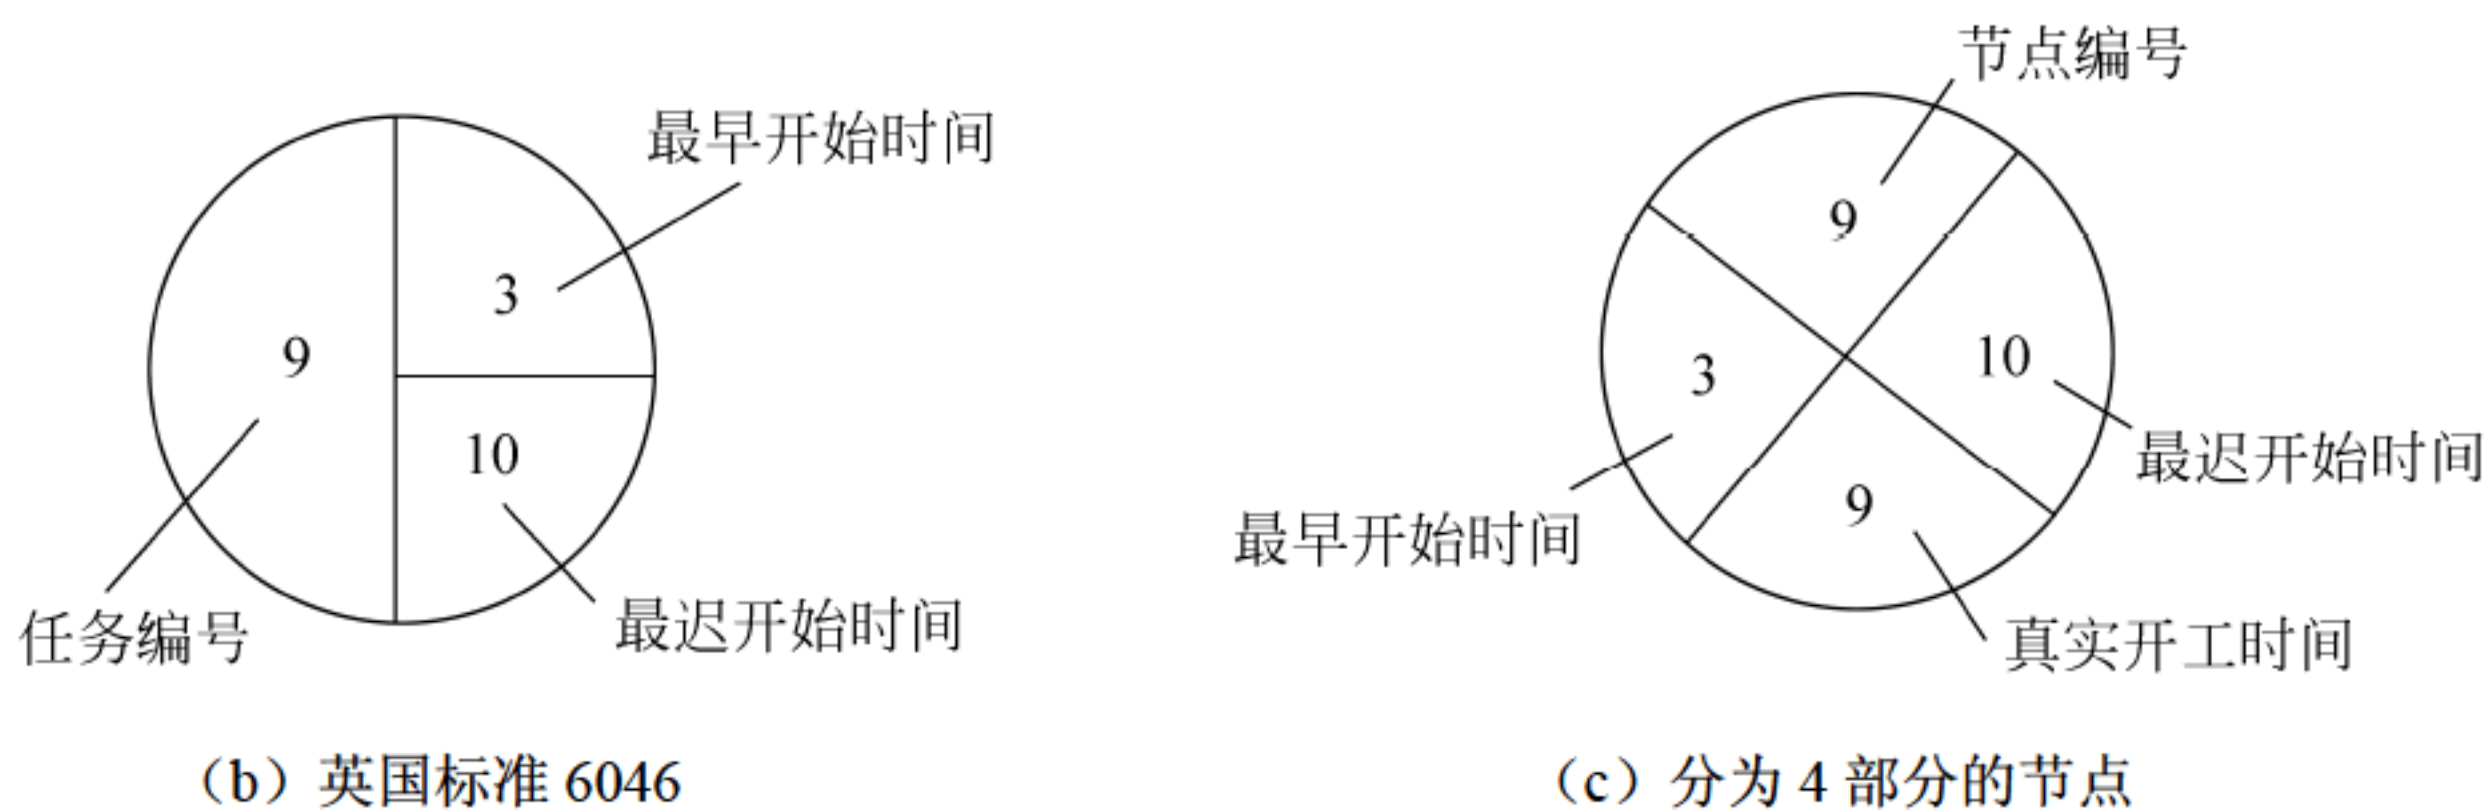 最早开始时间
3
9
10
任务编号
最迟开始时间
(b)英国标准 6046
节点编号
9
3
10
最迟开始时间
最早开始时间
9
真实开工时间
(c)分为 4 部分的节点